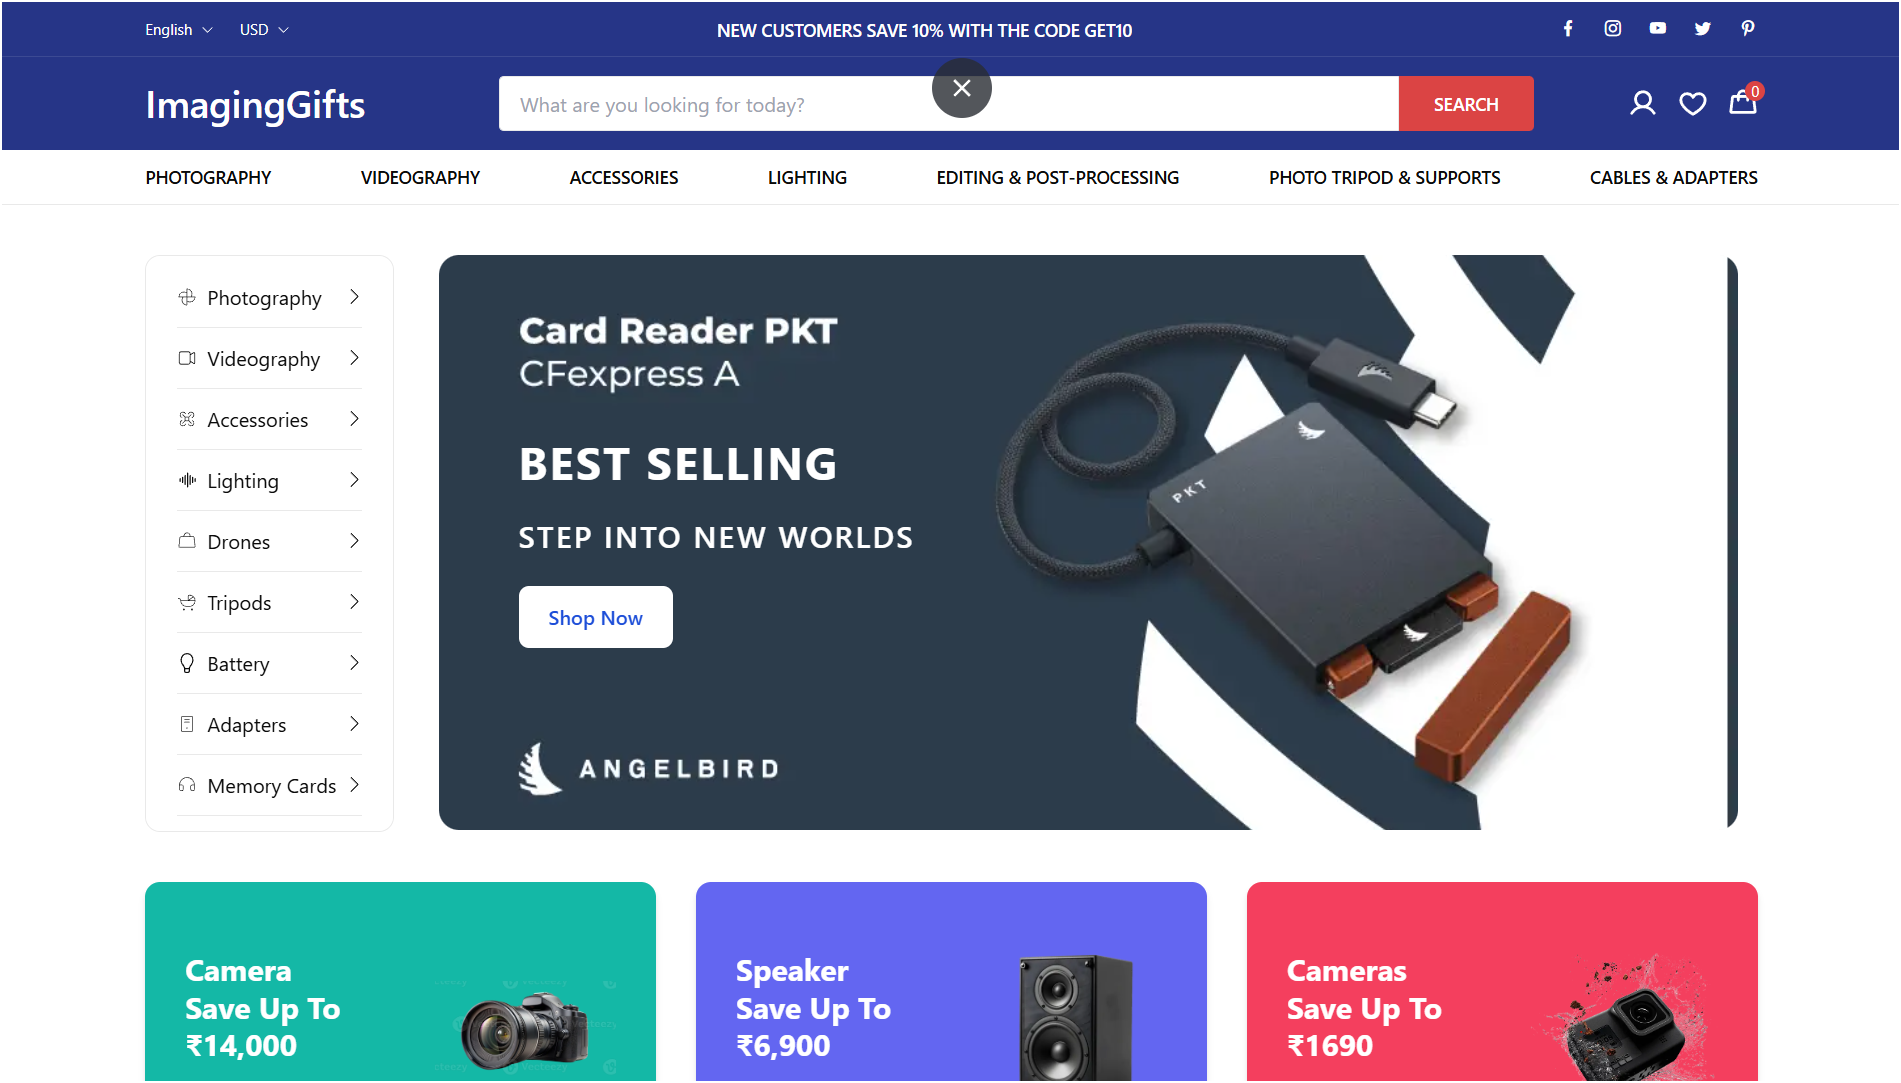 English
USD
NEW CUSTOMERS SAVE 10% WITH THE CODE GET10
ImagingGifts
What are you looking for today?
SEARCH
0
PHOTOGRAPHY
VIDEOGRAPHY
ACCESSORIES
LIGHTING
EDITING & POST-PROCESSING
PHOTO TRIPOD & SUPPORTS
CABLES & ADAPTERS
Photography
Videography
Accessories
Lighting
Drones
Tripods
Battery
Adapters
Memory Cards
Card Reader PKT
CFexpress A
BEST SELLING
STEP INTO NEW WORLDS
Shop Now
ANGELBIRD
PKT
Camera
Save Up To
₹14,000
Speaker
Save Up To
₹6,900
Cameras
Save Up To
₹1690